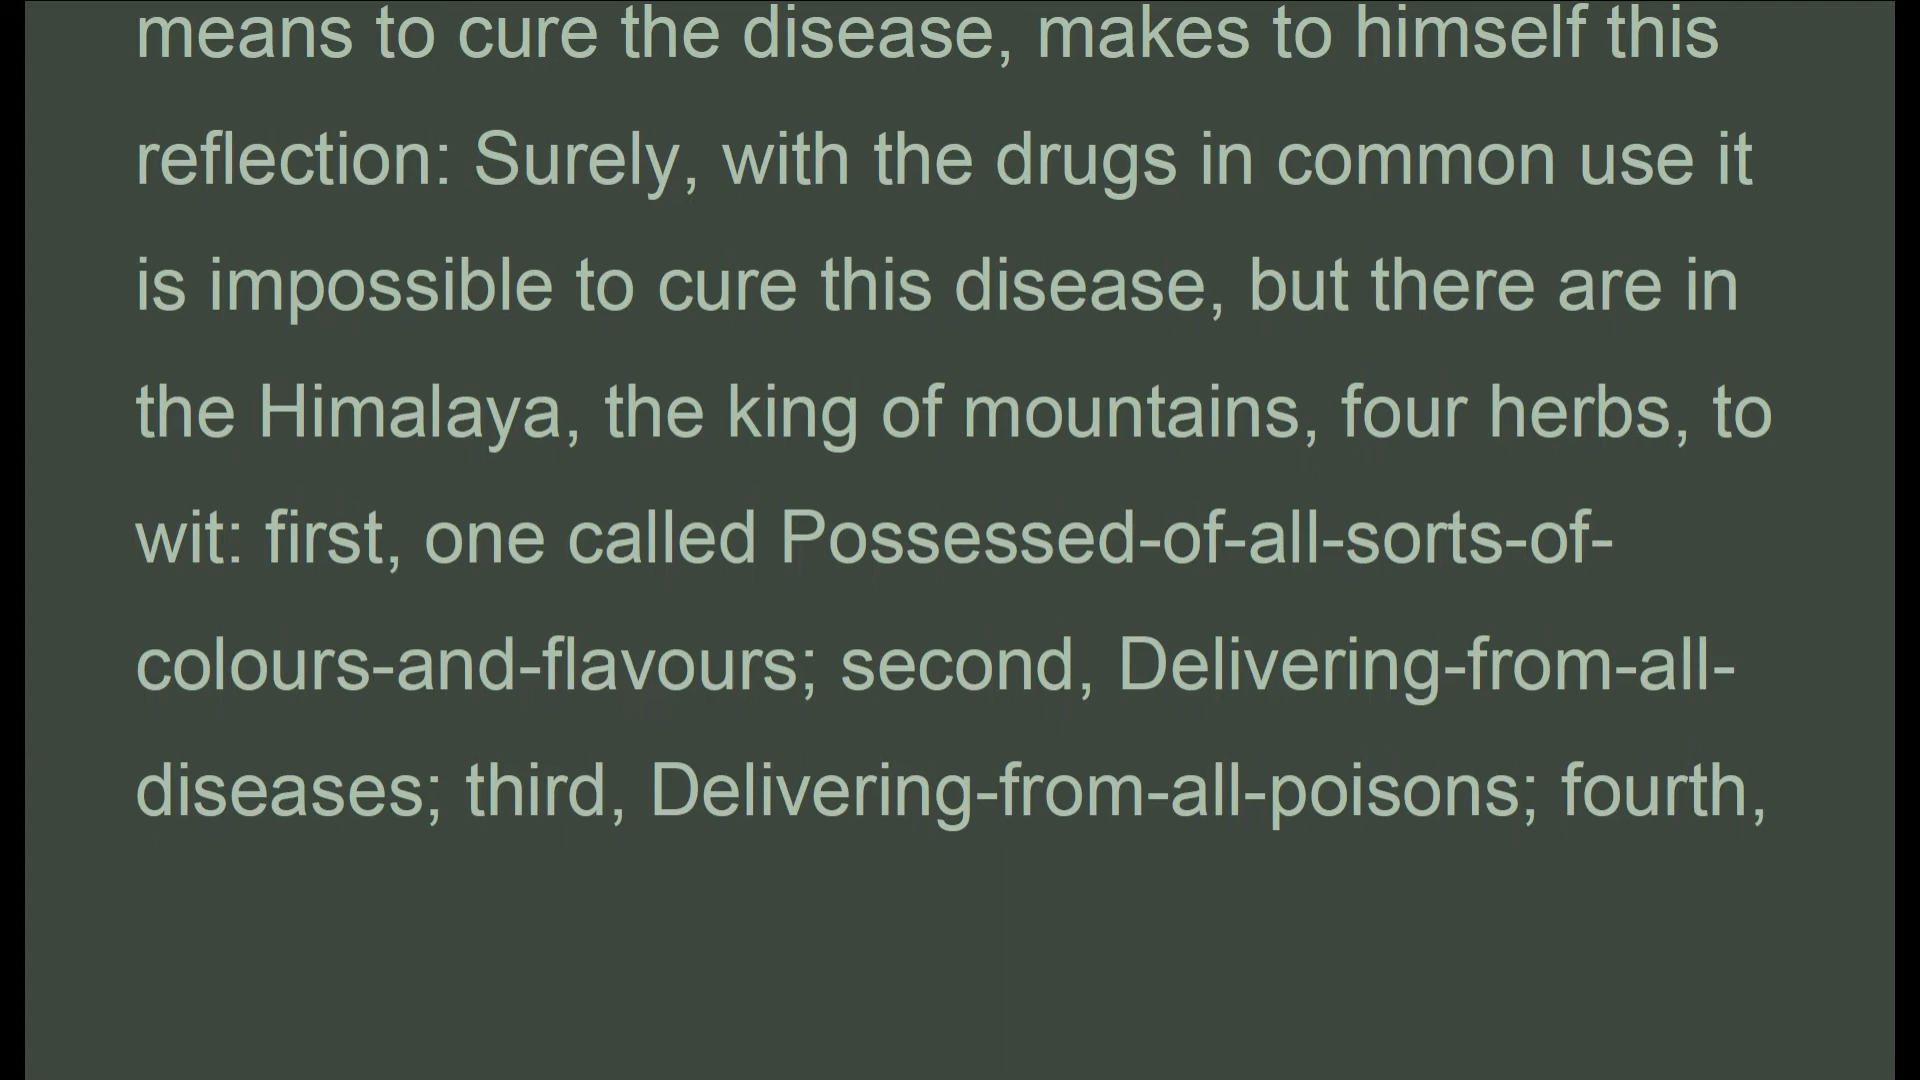 means to cure the disease, makes to himself this
reflection: Surely, with the drugs in common use it
is impossible to cure this disease, but there are in
the Himalaya, the king of mountains, four herbs, to
wit: first, one called Possessed-of-all-sorts-of-
colours-and-flavours; second, Delivering-from-all-
diseases; third, Delivering-from-all-poisons; fourth,